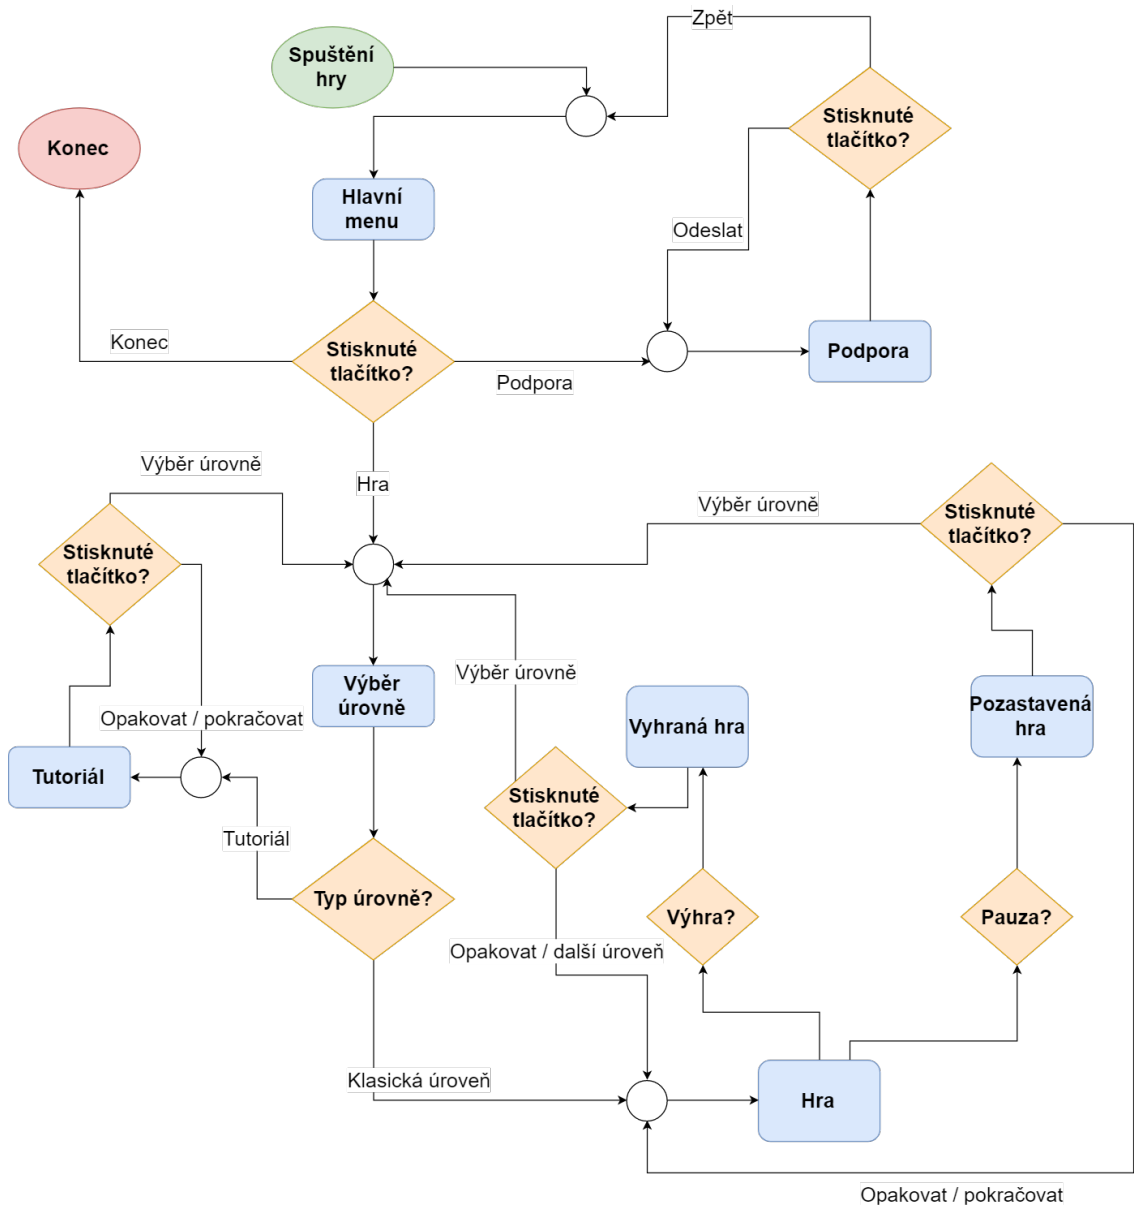 Zpět
Spuštění
hry
Stisknuté
tlačítko?
Konec
Hlavní
menu
Odeslat
Konec
Stisknuté
tlačítko?
Podpora
Podpora
Výběr úrovně
Hra
Výběr úrovně
Stisknuté
tlačítko?
Stisknuté
tlačítko?
Výběr úrovně
Výběr
úrovně
Opakovat / pokračovat
Vyhraná hra
Pozastavená
hra
Tutoriál
Stisknuté
tlačítko?
Tutoriál
Typ úrovně?
Výhra?
Pauza?
Opakovat / další úroveň
Klasická úroveň
Hra
Opakovat / pokračovat